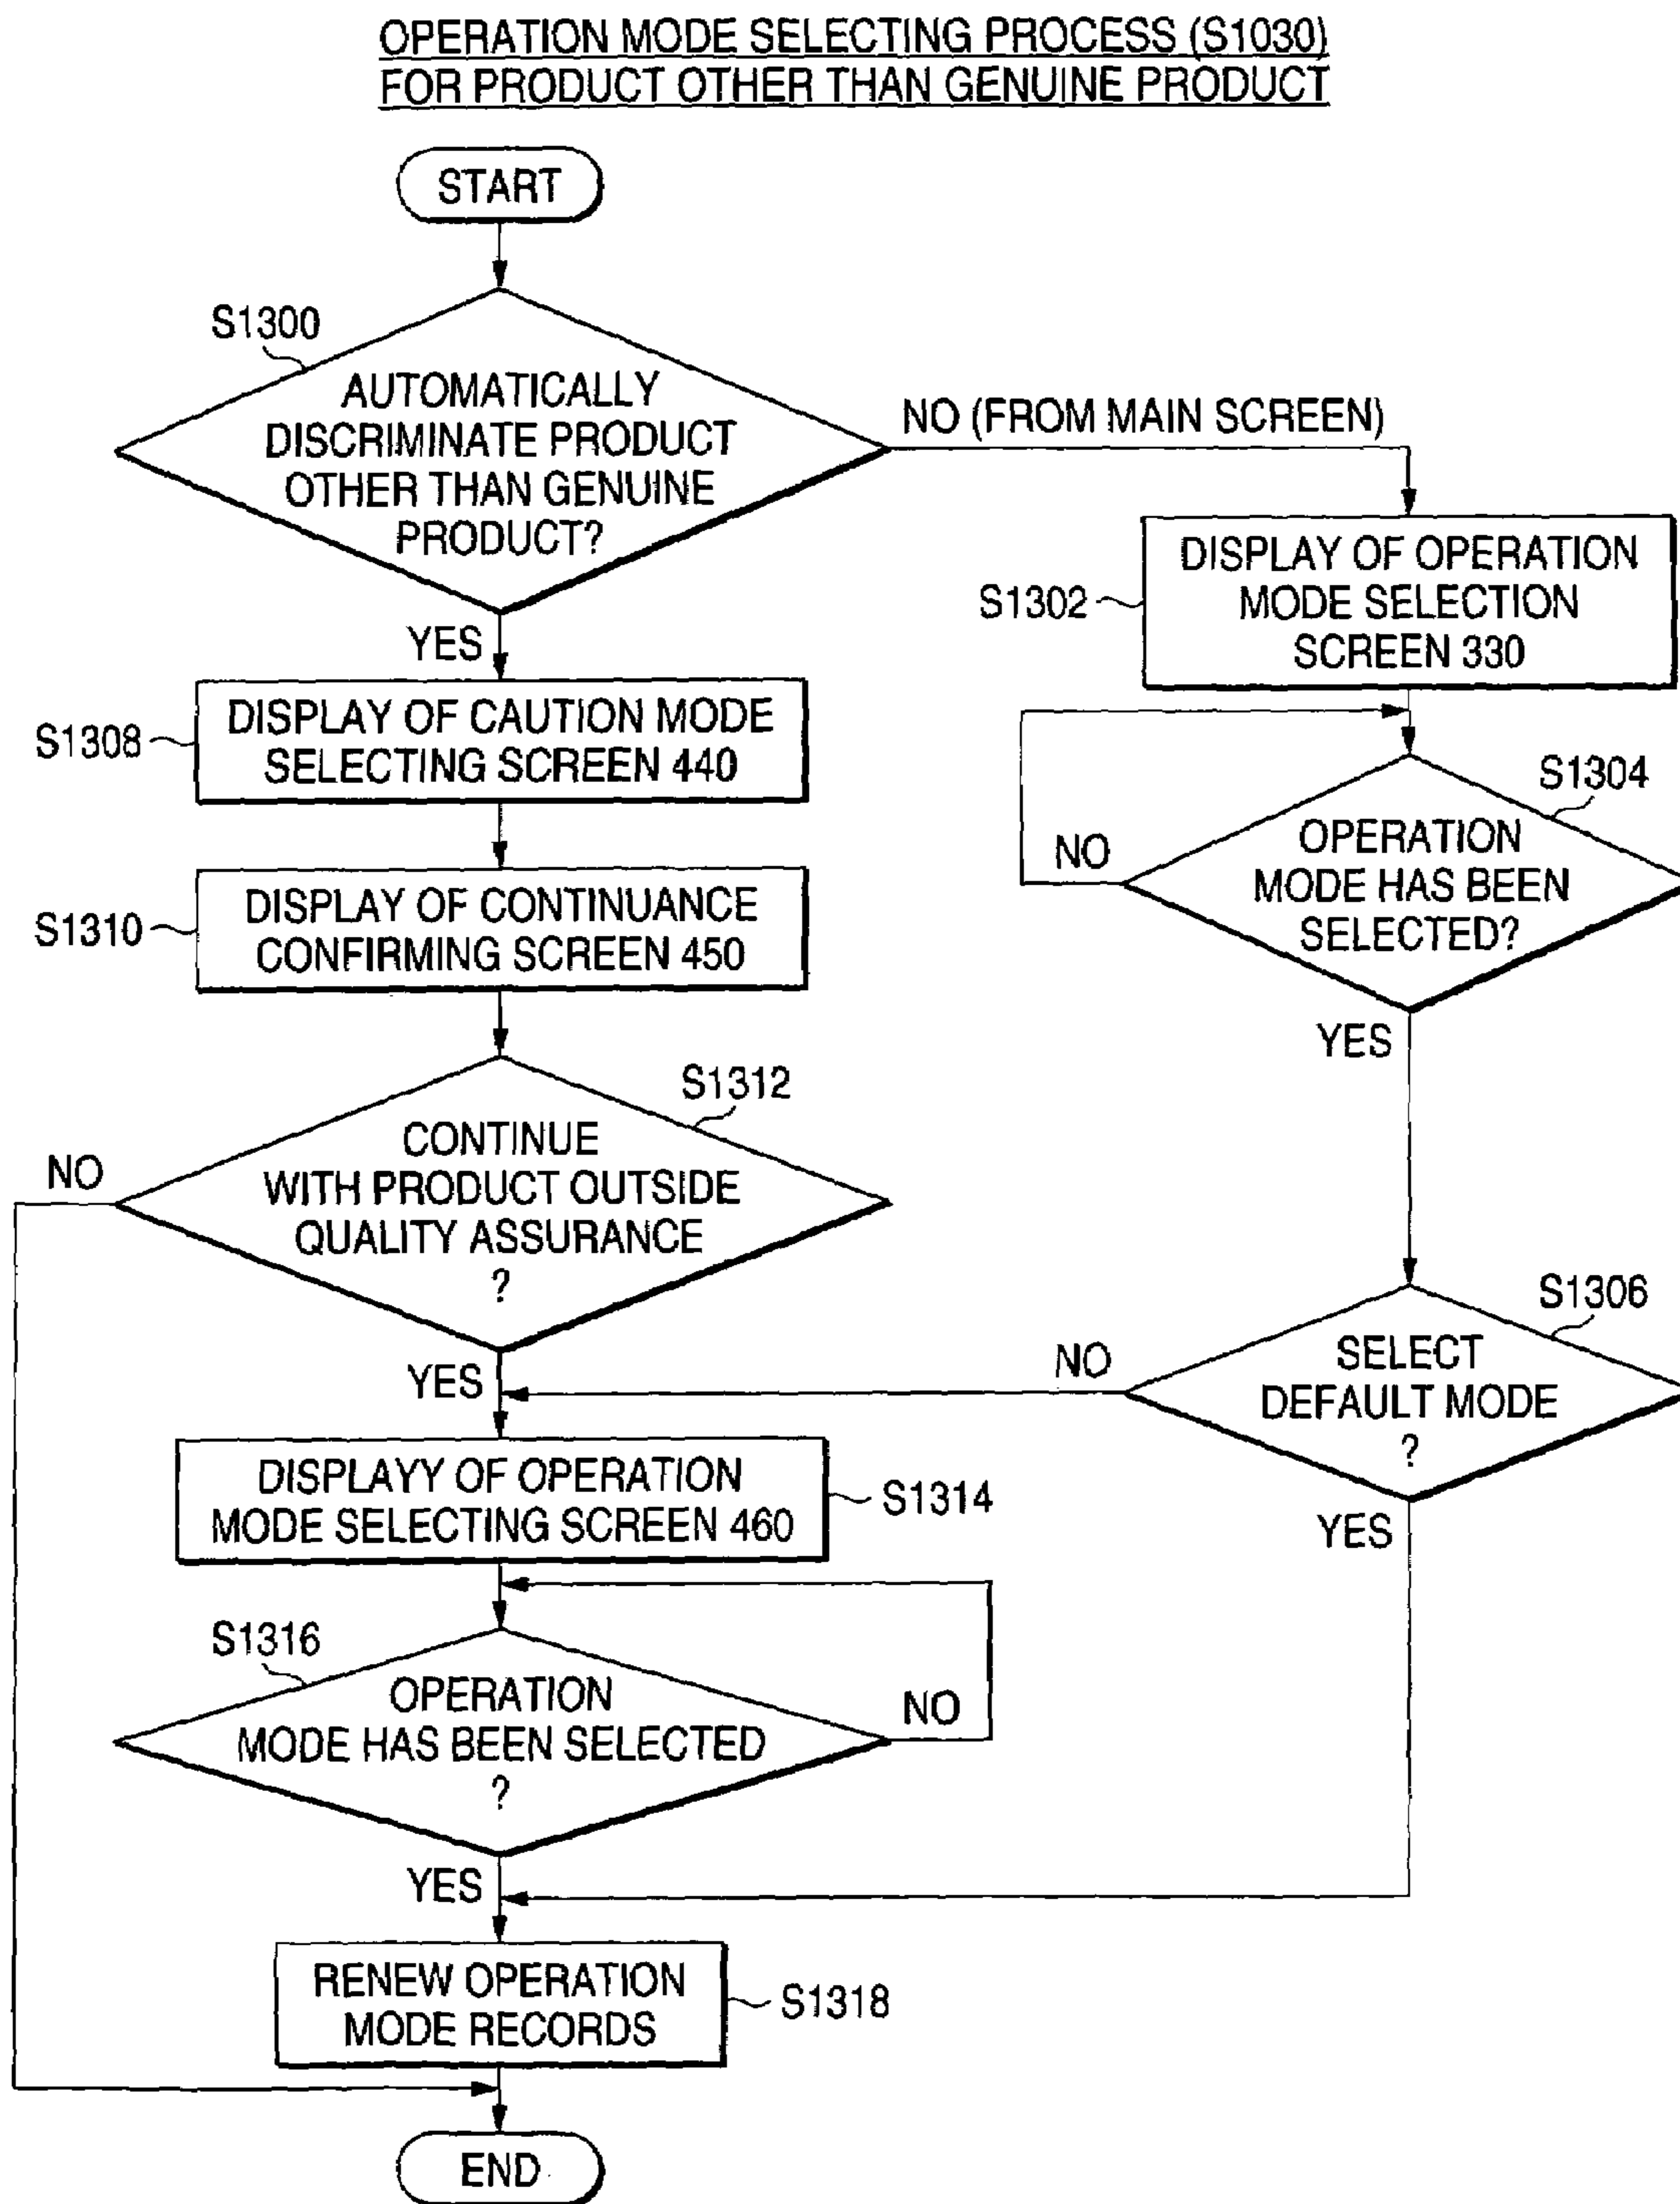 OPERATION MODE SELECTING PROCESS (S1030)
FOR PRODUCT OTHER THAN GENUINE PRODUCT
START
S1300
AUTOMATICALLY
DISCRIMINATE PRODUCT
OTHER THAN GENUINE
PRODUCT?
NO (FROM MAIN SCREEN)
YES
S1302
DISPLAY OF OPERATION
MODE SELECTION
SCREEN 330
S1308
DISPLAY OF CAUTION MODE
SELECTING SCREEN 440
S1304
OPERATION
MODE HAS BEEN
SELECTED?
NO
YES
S1310
DISPLAY OF CONTINUANCE
CONFIRMING SCREEN 450
S1312
CONTINUE
WITH PRODUCT OUTSIDE
QUALITY ASSURANCE
?
NO
YES
S1306
SELECT
DEFAULT MODE
?
NO
YES
DISPLAYY OF OPERATION
MODE SELECTING SCREEN 460
S1314
S1316
OPERATION
MODE HAS BEEN SELECTED
?
NO
YES
RENEW OPERATION
MODE RECORDS
S1318
END